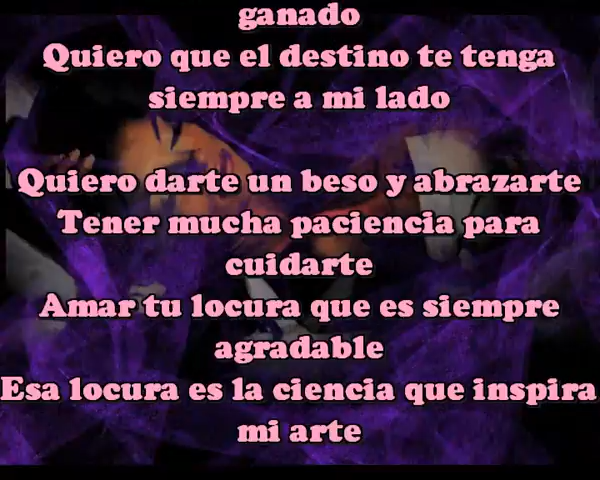 ganado
Quiero que el destino te tenga
siempre a mi lado
Quiero darte un beso y abrazarte
Tener mucha paciencia para
cuidarte
Amar tu locura que es siempre
agradable
Esa locura es la ciencia que inspira
mi arte